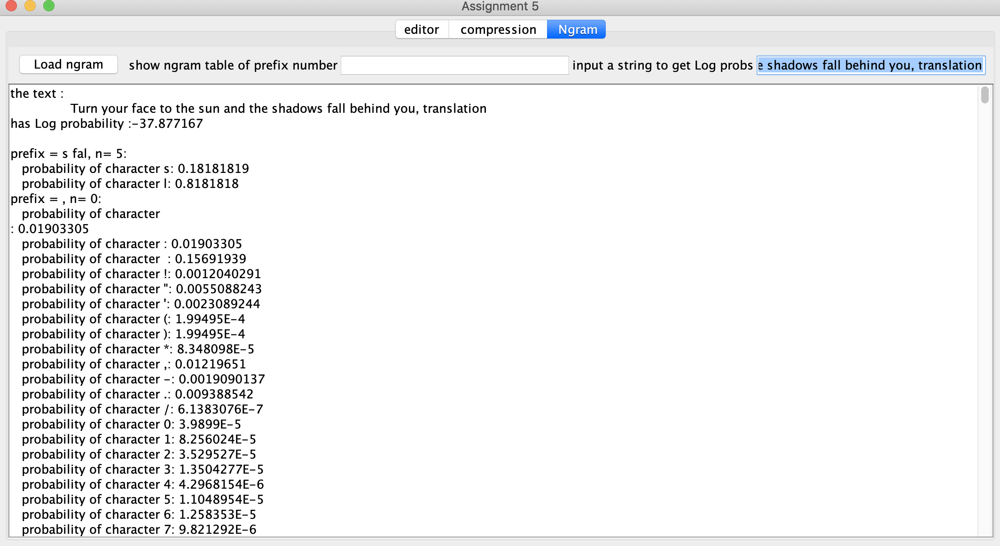 Assignment 5
editor compression Ngram
Load ngram show ngram table of prefix number input a string to get Log probs e shadows fall behind you, translation
the text :
Turn your face to the sun and the shadows fall behind you, translation
has Log probability :-37.877167
prefix = s fal, n= 5:
probability of character s: 0.18181819
probability of character l: 0.8181818
prefix = , n= 0:
probability of character
: 0.01903305
probability of character : 0.01903305
probability of character  : 0.15691939
probability of character !: 0.0012040291
probability of character ": 0.0055088243
probability of character ': 0.0023089244
probability of character (: 1.99495E-4
probability of character ): 1.99495E-4
probability of character *: 8.348098E-5
probability of character ,: 0.01219651
probability of character -: 0.0019090137
probability of character .: 0.009388542
probability of character /: 6.1383076E-7
probability of character 0: 3.9899E-5
probability of character 1: 8.256024E-5
probability of character 2: 3.529527E-5
probability of character 3: 1.3504277E-5
probability of character 4: 4.2968154E-6
probability of character 5: 1.1048954E-5
probability of character 6: 1.258353E-5
probability of character 7: 9.821292E-6